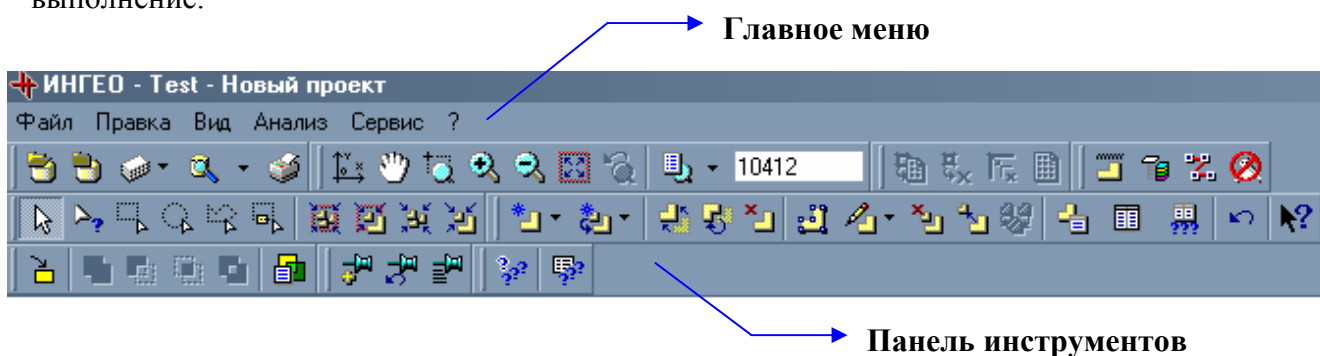 выполнение.
Главное меню
ИНГЕО - Test - Новый проект
Файл Правка Вид Анализ Сервис ?
10412
Панель инструментов